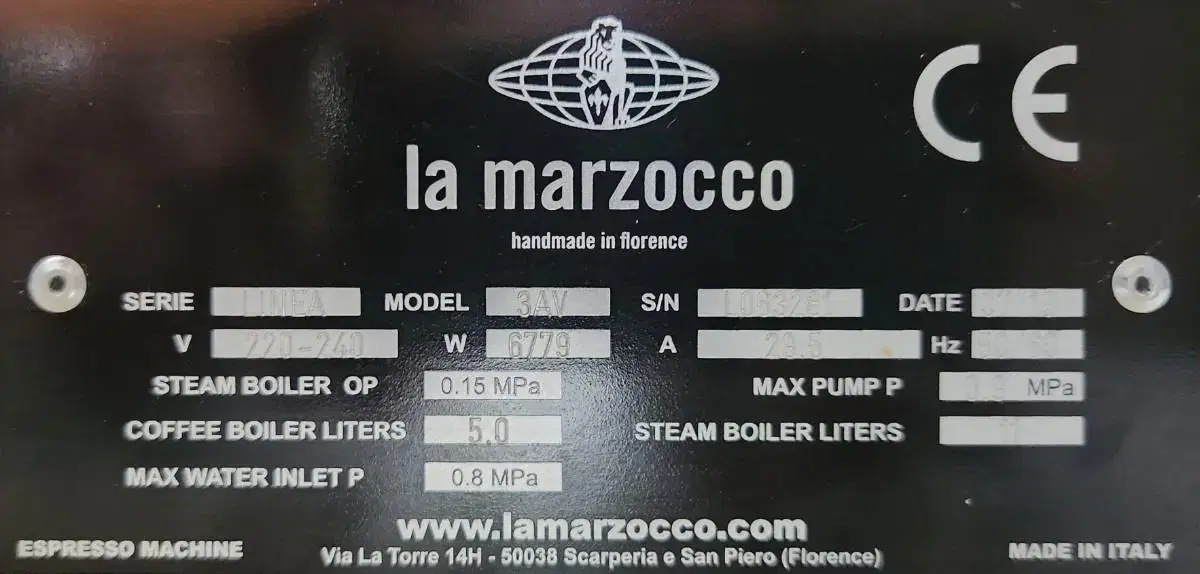 CE
la marzocco
handmade in florence
SERIE LINEA MODEL 3AV S/N DATE
V 220-240 W 6779 A 29.5 Hz
STEAM BOILER OP 0.15 MPa MAX PUMP P MPa
COFFEE BOILER LITERS 5.0 STEAM BOILER LITERS
MAX WATER INLET P 0.8 MPa
www.lamarzocco.com
ESPRESSO MACHINE Via La Torre 14H - 50038 Scarperia e San Piero (Florence) MADE IN ITALY